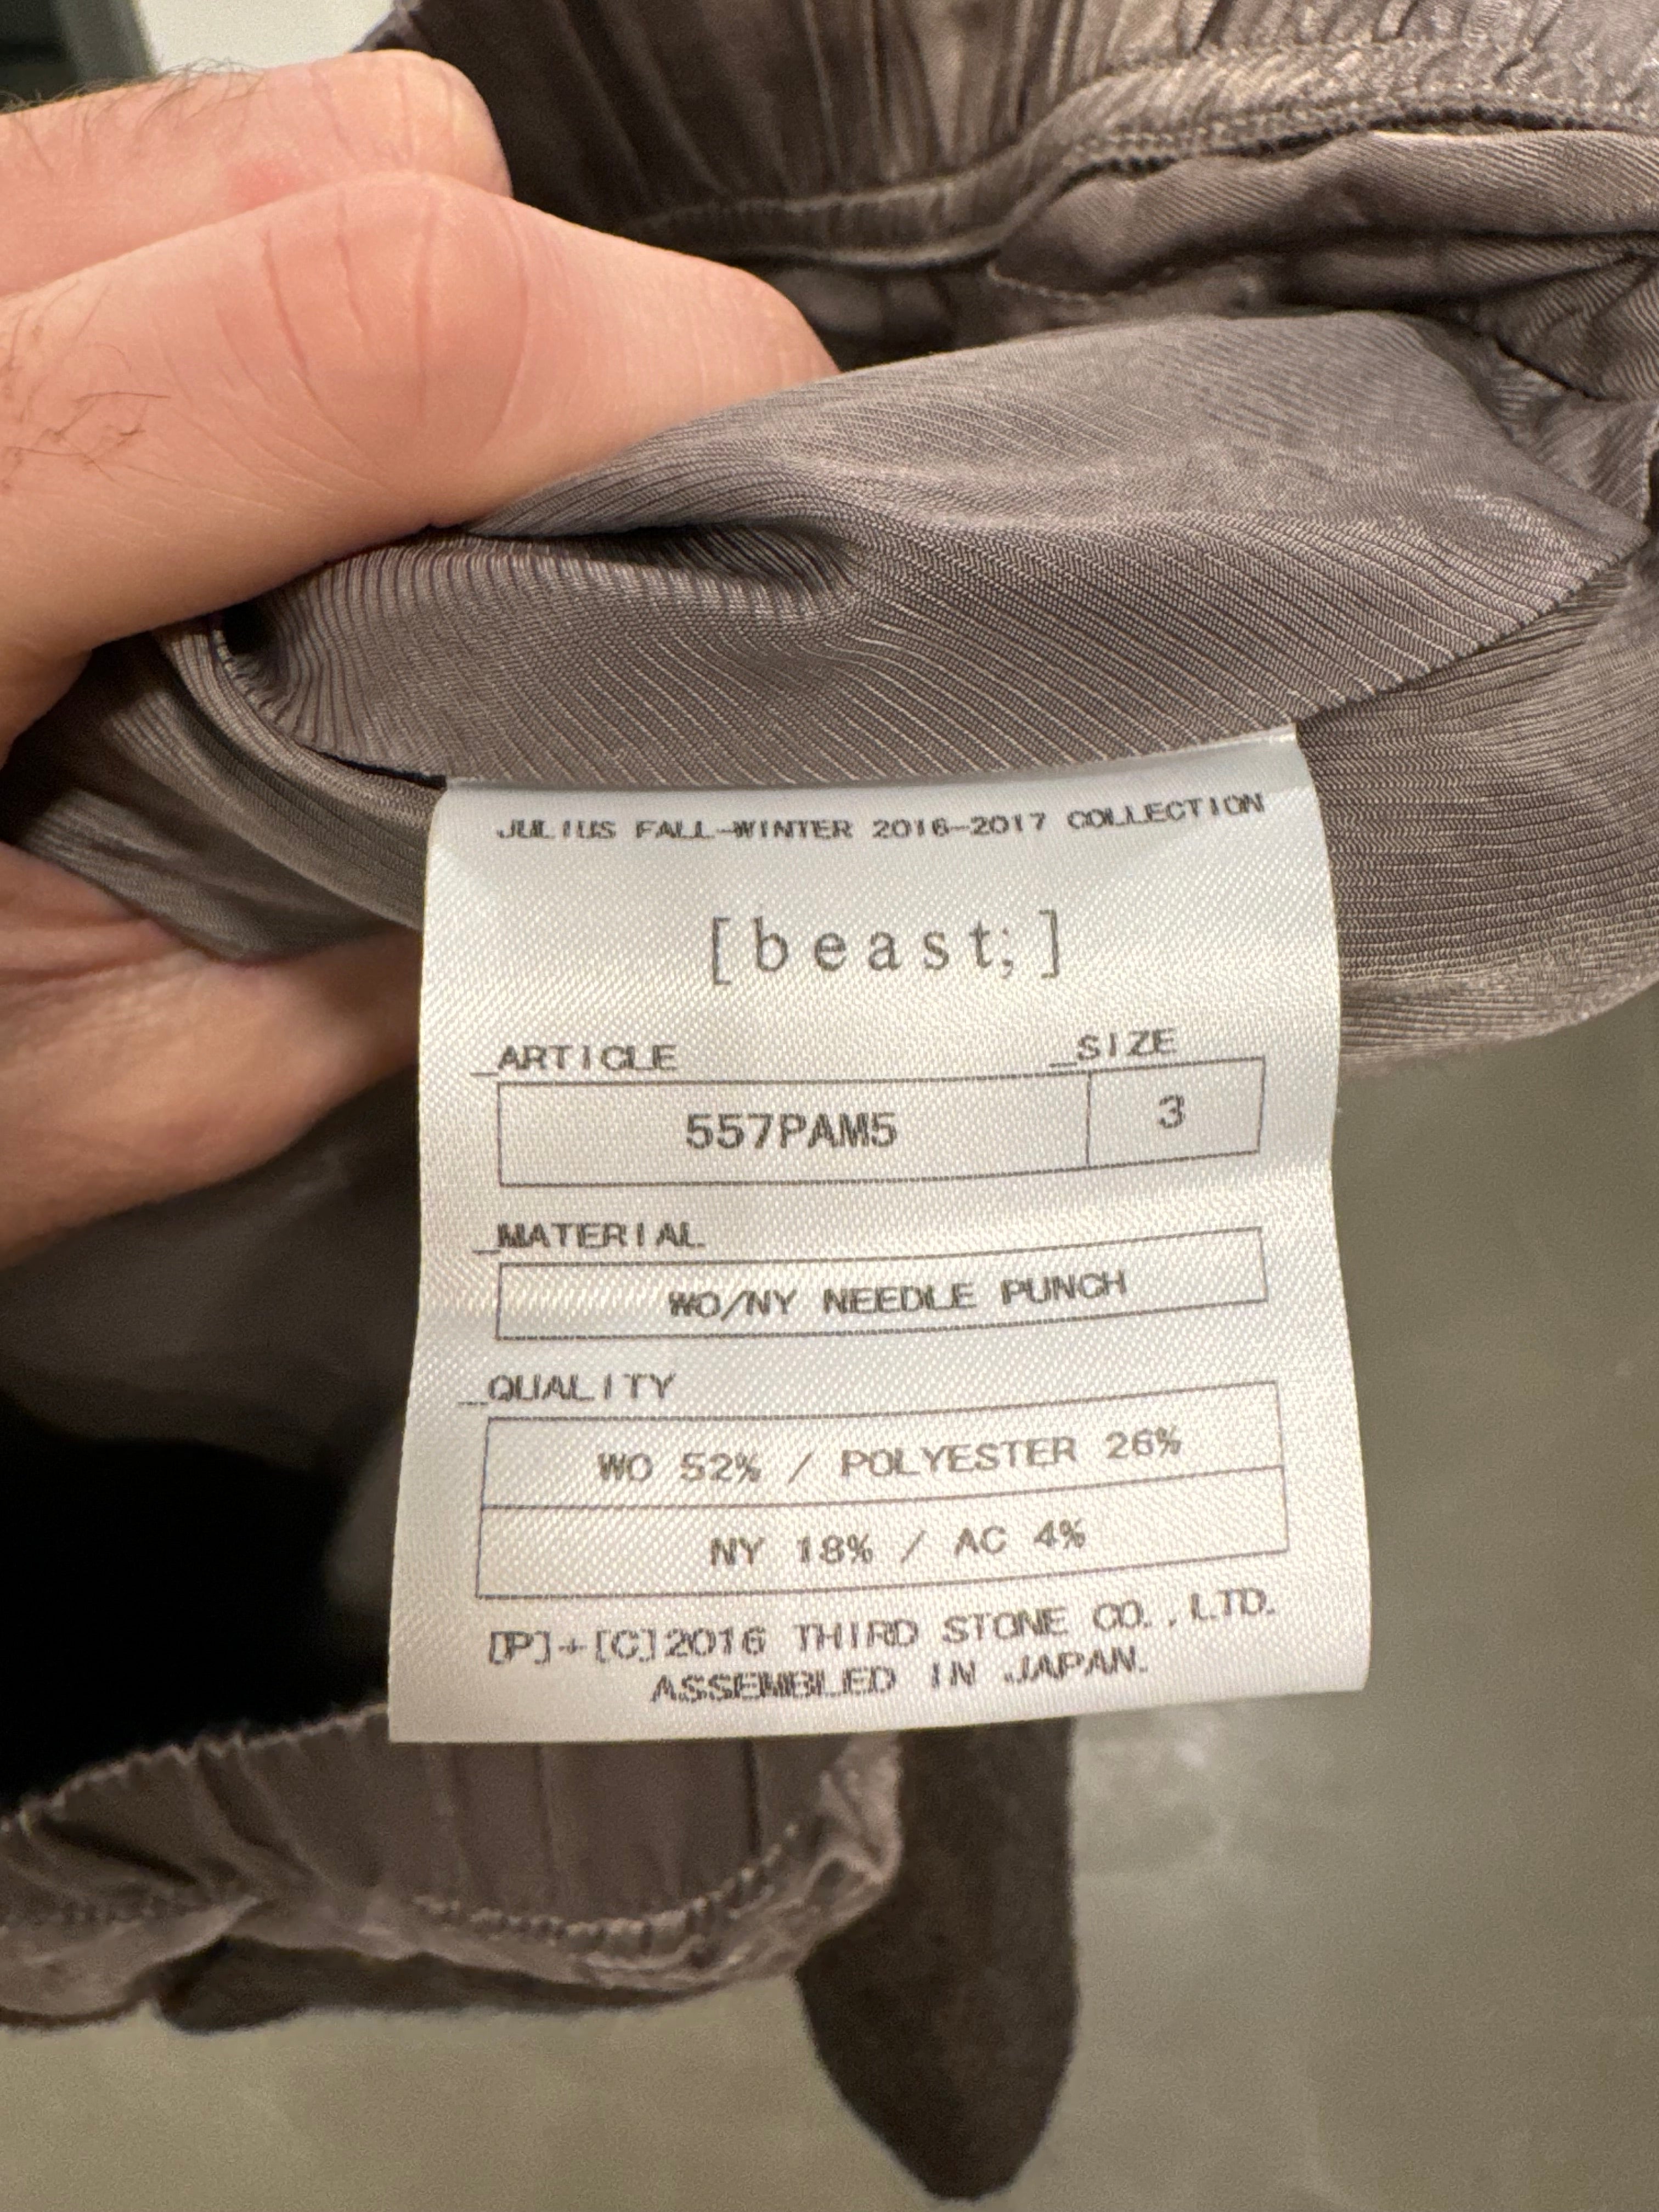 JULIUS FALL-WINTER 2016-2017 COLLECTION
[beast;]
_ARTICLE _SIZE
557PAM5 3
_MATERIAL
WO/NY NEEDLE PUNCH
_QUALITY
WO 52% / POLYESTER 26%
NY 18% / AC 4%
[P]+[C]2016 THIRD STONE CO.,LTD.
ASSEMBLED IN JAPAN.